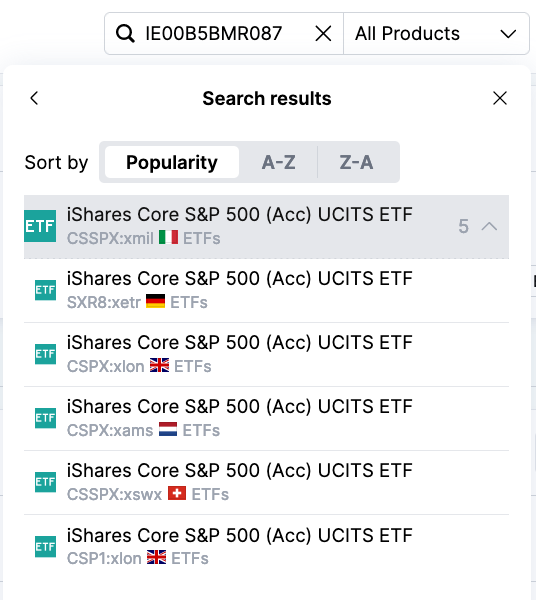 IE00B5BMR087
All Products
Search results
Sort by
Popularity
A-Z
Z-A
ETF
iShares Core S&P 500 (Acc) UCITS ETF
5
CSSPX:xmil ETFs
ETF
iShares Core S&P 500 (Acc) UCITS ETF
SXR8:xetr ETFs
ETF
iShares Core S&P 500 (Acc) UCITS ETF
CSPX:xlon ETFs
ETF
iShares Core S&P 500 (Acc) UCITS ETF
CSPX:xams ETFs
ETF
iShares Core S&P 500 (Acc) UCITS ETF
CSSPX:xswx ETFs
ETF
iShares Core S&P 500 (Acc) UCITS ETF
CSP1:xlon ETFs